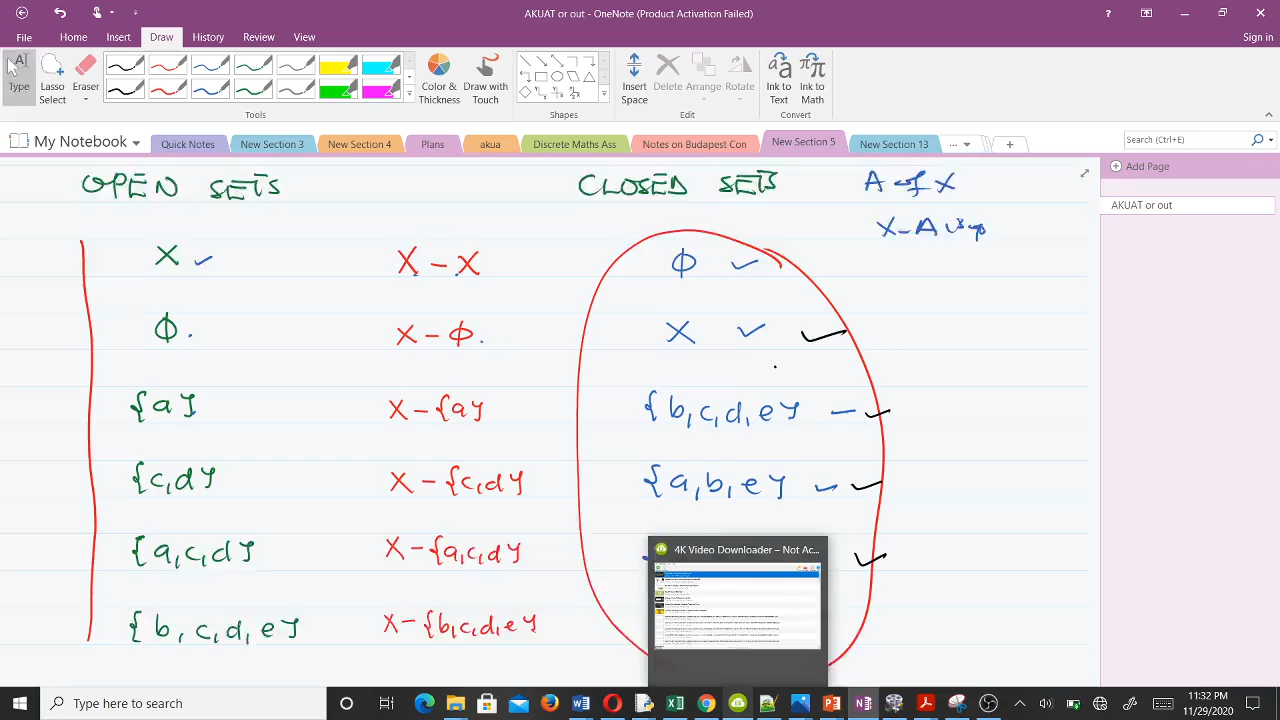 AKUAT or out - OneNote (Product Activation Failed)
File Home Insert Draw History Review View Sign in
Type Lasso Select Eraser Color & Thickness Draw with Touch Insert Space Delete Arrange Rotate Ink to Text Ink to Math
Tools Shapes Edit Convert
My Notebook Quick Notes New Section 3 New Section 4 Plans akua Discrete Maths Ass Notes on Budapest Con New Section 5 New Section 13 ... Search (Ctrl+E)
Add Page
AKUAT or out
OPEN SETS CLOSED SETS A of X
X-A is op
X X - X ϕ
ϕ X - ϕ X
{a} X - {a} {b,c,d,e}
{c,d} X - {c,d} {a,b,e}
{a,c,d} X - {a,c,d}
{b,c,d,e} X - {b,c,d,e}
4K Video Downloader – Not Ac...
Type here to search
11:32 PM
11/29/2020